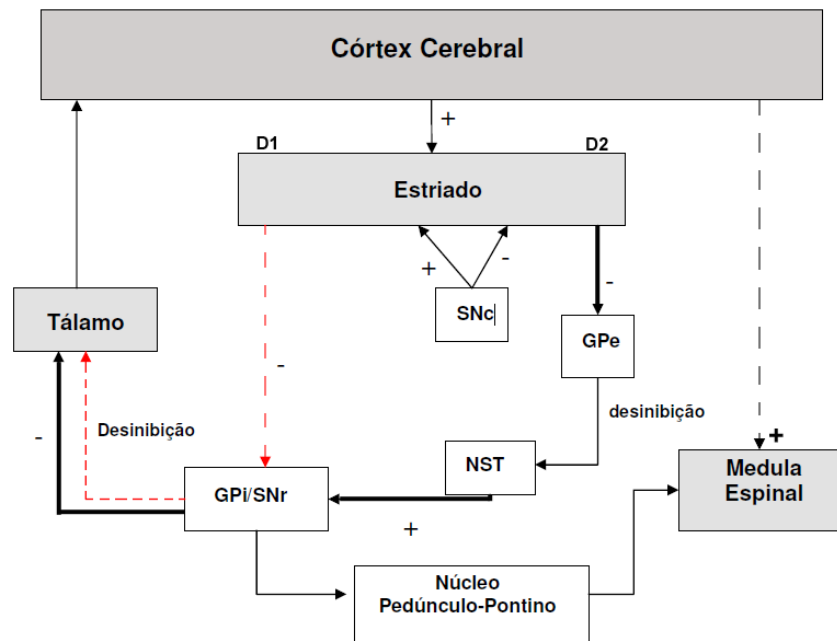 Córtex Cerebral
+
D1
D2
Estriado
+
-
-
SNc
GPe
Tálamo
-
-
Desinibição
desinibição
+
NST
Medula
Espinal
GPi/SNr
+
Núcleo
Pedúnculo-Pontino